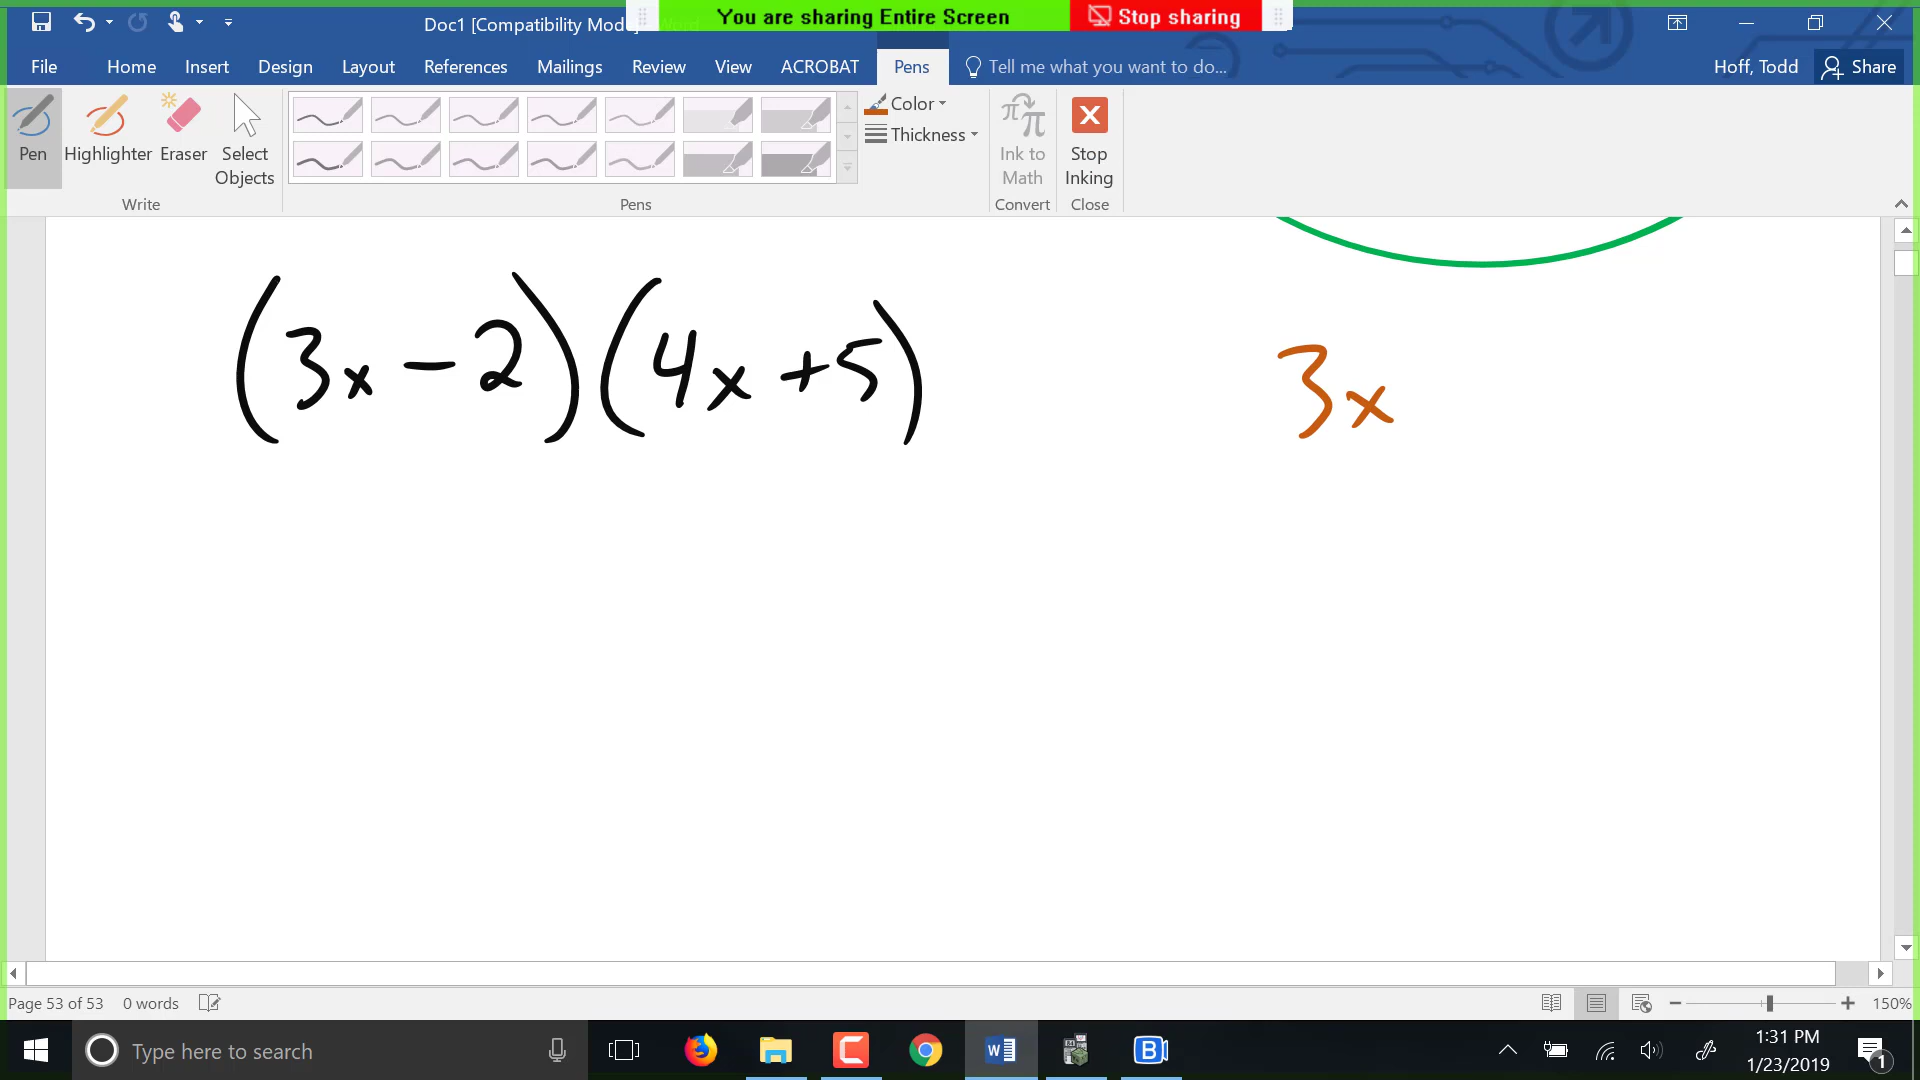 Doc1 [Compatibility Mod
You are sharing Entire Screen
Stop sharing
File Home Insert Design Layout References Mailings Review View ACROBAT Pens Tell me what you want to do... Hoff, Todd Share
Pen Highlighter Eraser Select Objects
Color
Thickness
Ink to Math
Stop Inking
Write Pens Convert Close
(3x - 2)(4x + 5) 3x
Page 53 of 53 0 words 150%
Type here to search
1:31 PM
1/23/2019
1